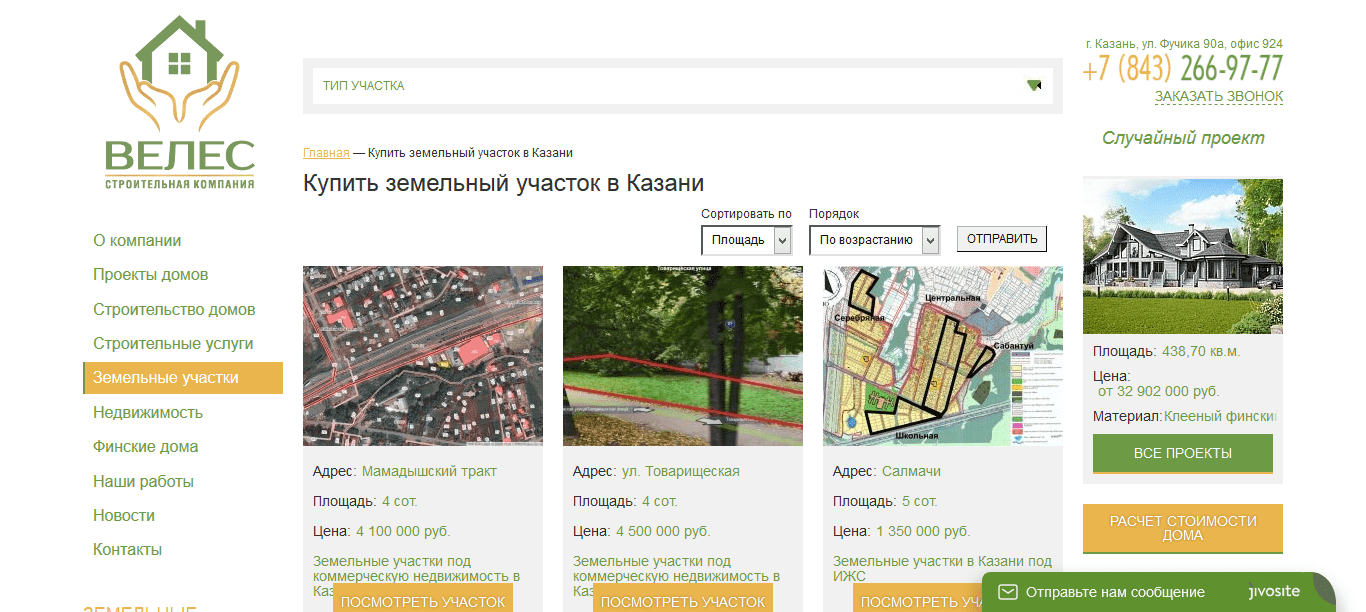 ВЕЛЕС
СТРОИТЕЛЬНАЯ КОМПАНИЯ
О компании
Проекты домов
Строительство домов
Строительные услуги
Земельные участки
Недвижимость
Финские дома
Наши работы
Новости
Контакты
ЗЕМЕЛЬНЫЕ
ТИП УЧАСТКА
Главная — Купить земельный участок в Казани
Купить земельный участок в Казани
Сортировать по Порядок
Площадь По возрастанию ОТПРАВИТЬ
Адрес: Мамадышский тракт
Площадь: 4 сот.
Цена: 4 100 000 руб.
Земельные участки под
коммерческую недвижимость в
ПОСМОТРЕТЬ УЧАСТОК
Товарищеская улица
Адрес: ул. Товарищеская
Площадь: 4 сот.
Цена: 4 500 000 руб.
Земельные участки под
коммерческую недвижимость в
ПОСМОТРЕТЬ УЧАСТОК
Центральная
Серебряная
Сабантуй
Школьная
Адрес: Салмачи
Площадь: 5 сот.
Цена: 1 350 000 руб.
Земельные участки в Казани под
ИЖС
ПОСМОТРЕТЬ УЧ
г. Казань, ул. Фучика 90а, офис 924
+7 (843) 266-97-77
ЗАКАЗАТЬ ЗВОНОК
Случайный проект
Площадь: 438,70 кв.м.
Цена:
от 32 902 000 руб.
Материал: Клееный финский
ВСЕ ПРОЕКТЫ
РАСЧЕТ СТОИМОСТИ
ДОМА
Отправьте нам сообщение jivosite